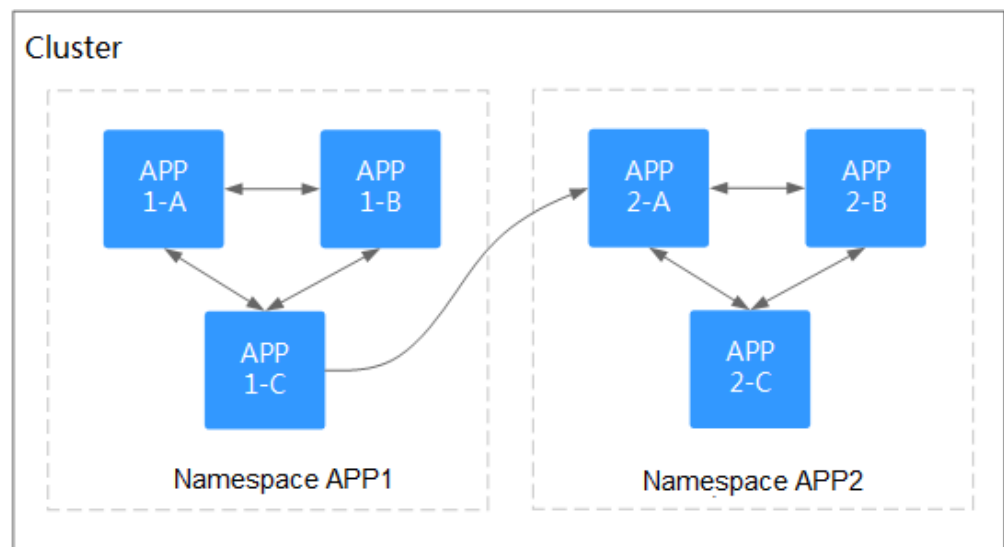 Cluster
APP
1-A
APP
1-B
APP
2-A
APP
2-B
APP
1-C
APP
2-C
Namespace APP1
Namespace APP2